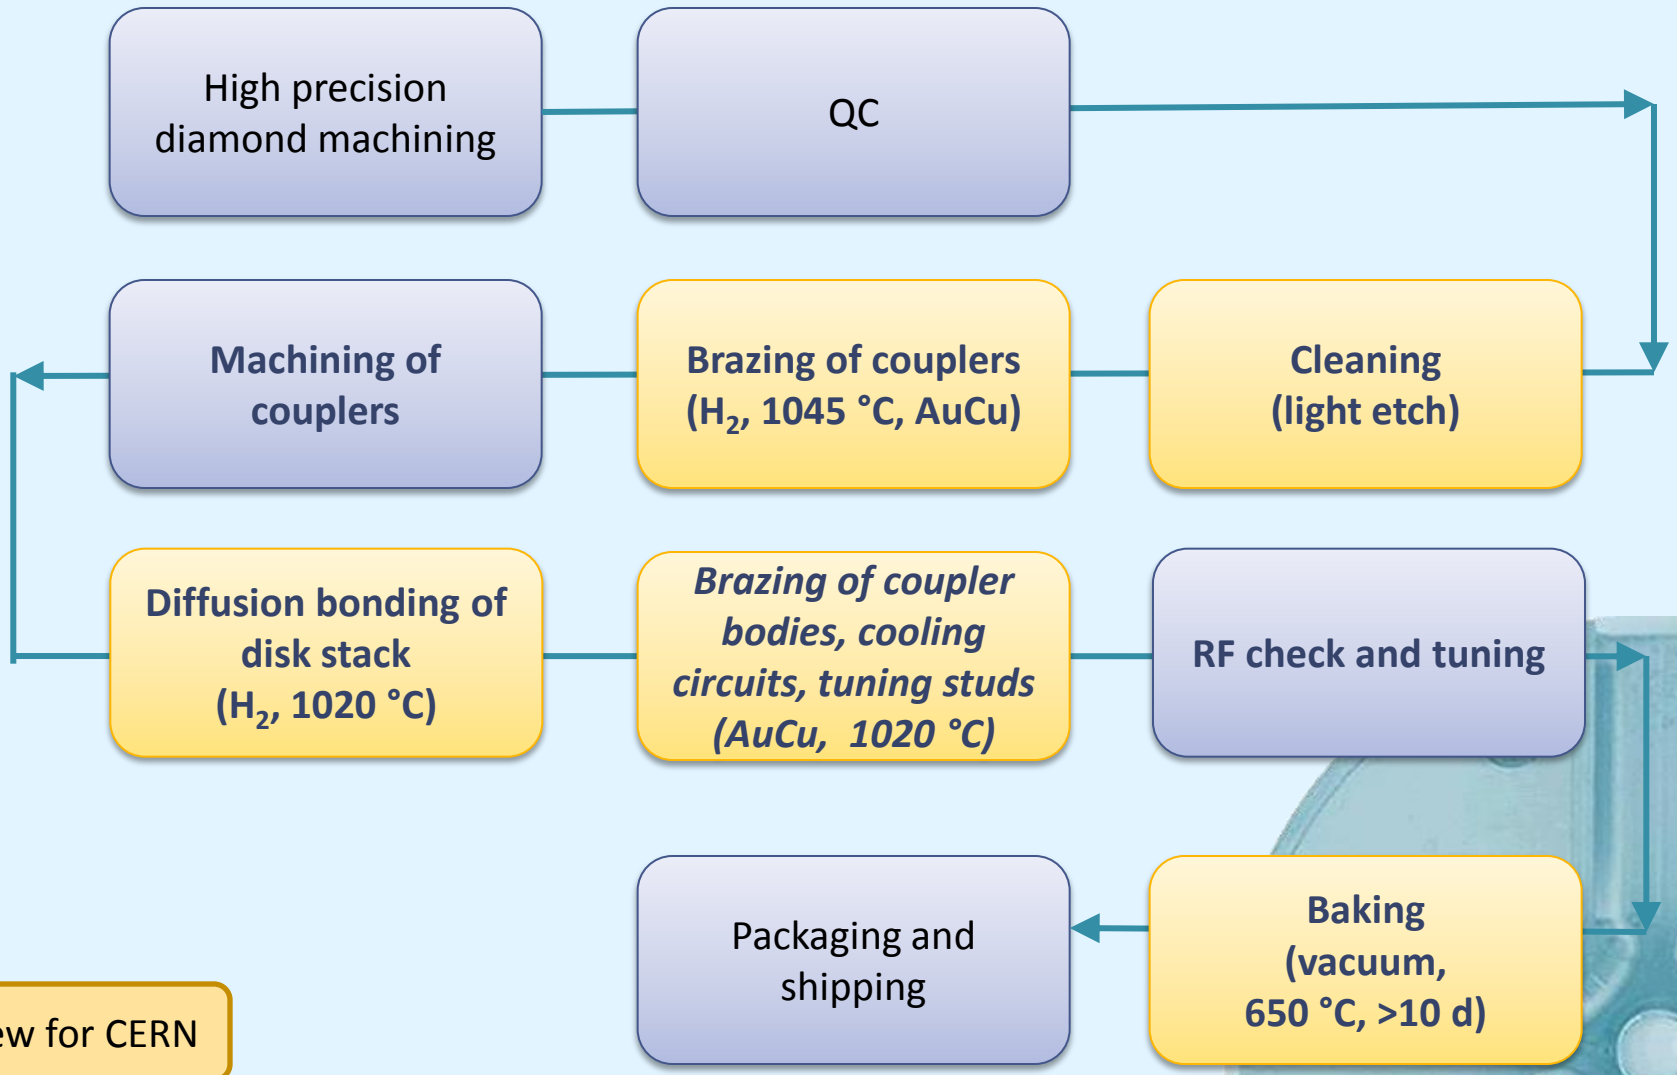 High precision
diamond machining
QC
Machining of
couplers
Brazing of couplers
(H₂, 1045 °C, AuCu)
Cleaning
(light etch)
Diffusion bonding of
disk stack
(H₂, 1020 °C)
Brazing of coupler
bodies, cooling
circuits, tuning studs
(AuCu, 1020 °C)
RF check and tuning
Packaging and
shipping
Baking
(vacuum,
650 °C, >10 d)
for CERN